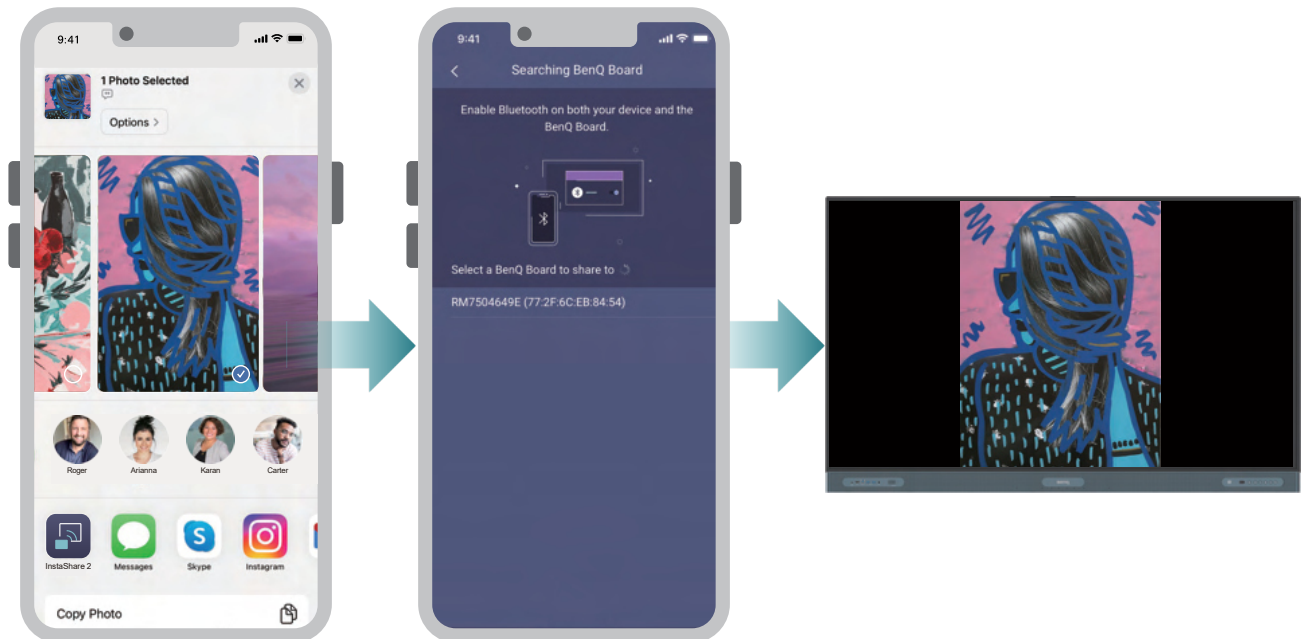 9:41
1 Photo Selected
Options >
Roger
Arianna
Karan
Carter
InstaShare 2
Messages
Skype
Instagram
Copy Photo
9:41
Searching BenQ Board
Enable Bluetooth on both your device and the
BenQ Board.
Select a BenQ Board to share to
RM7504649E (77:2F:6C:EB:84:54)